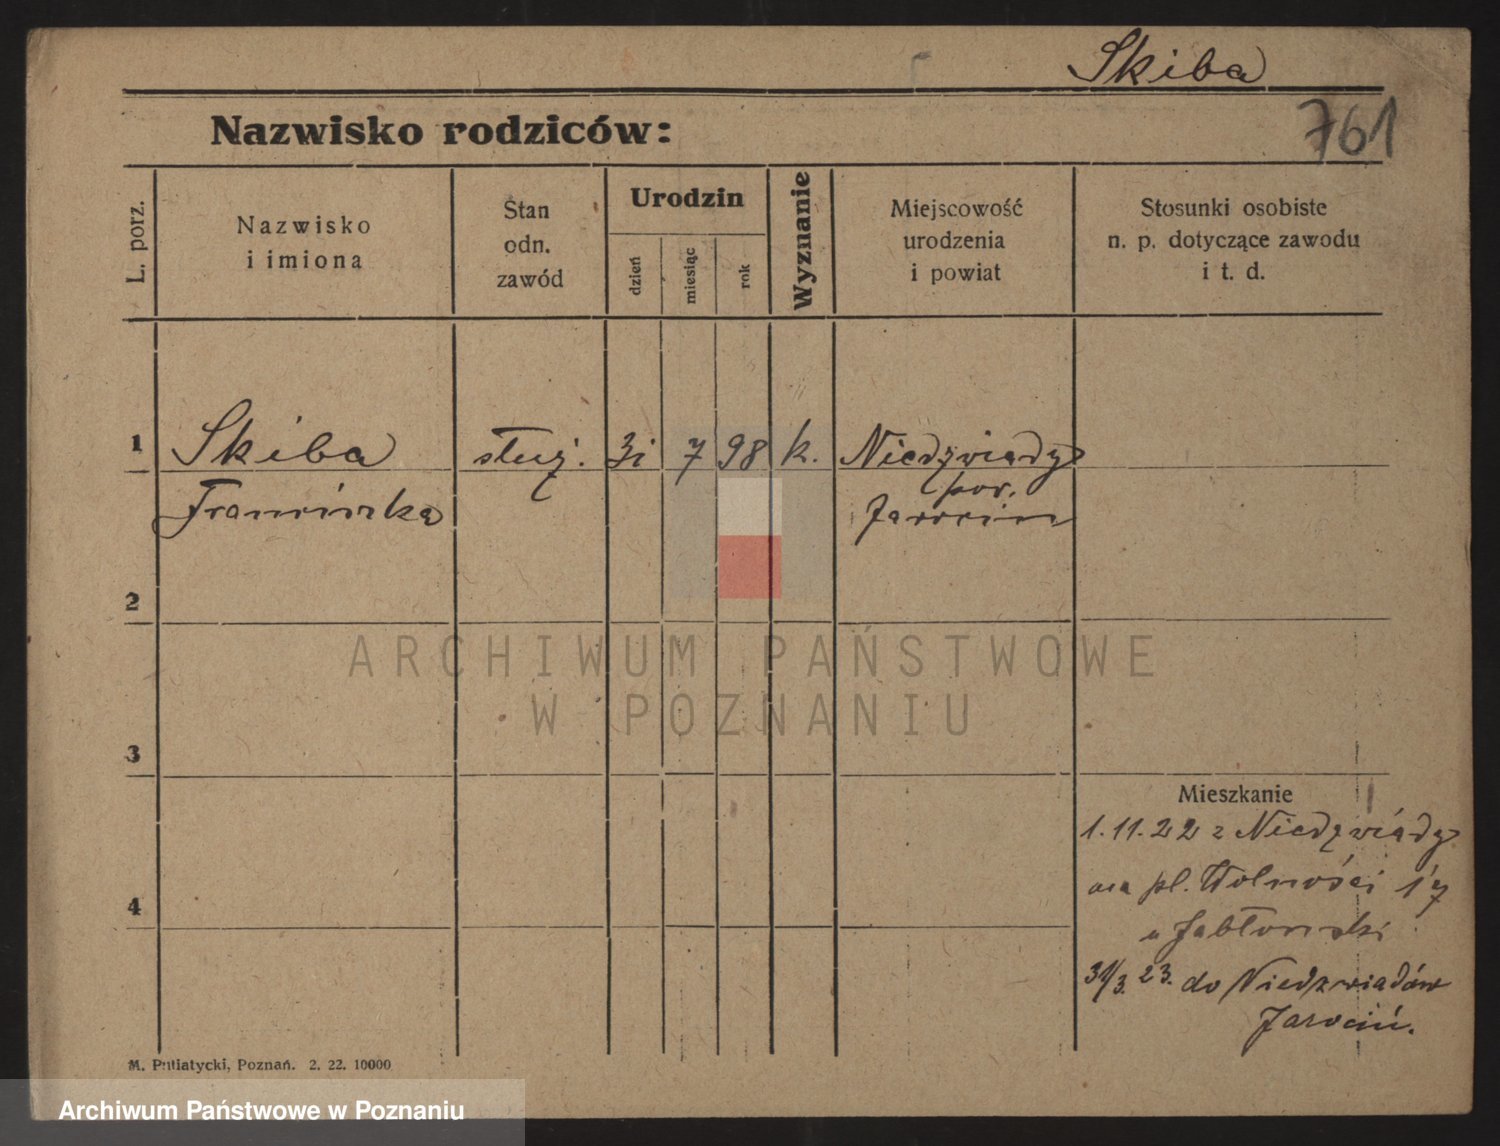 Skiba
761
Nazwisko rodziców:
L. porz.
Nazwisko
i imiona
Stan
odn.
zawód
Urodzin
dzień
miesiąc
rok
Wyznanie
Miejscowość
urodzenia
i powiat
Stosunki osobiste
n. p. dotyczące zawodu
i t. d.
1
Skiba
służ.
31
7
98
k.
Niedźwiady
pow.
Franciszka
Jarocin
2
ARCHIWUM PAŃSTWOWE
W POZNANIU
3
Mieszkanie
1.11.22 z Niedźwiady
na pl. Wolności 17
4
u Jabłonski
31/3. 23. do Niedzwiadów
Jarocin.
M. Putiatycki, Poznań. 2. 22. 10000
Archiwum Państwowe w Poznaniu